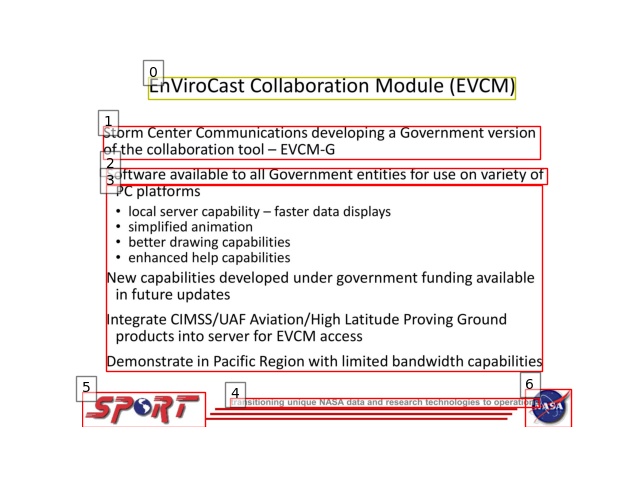 EnViroCast Collaboration Module (EVCM)
Storm Center Communications developing a Government version
of the collaboration tool – EVCM-G
Software available to all Government entities for use on variety of
PC platforms
• local server capability – faster data displays
• simplified animation
• better drawing capabilities
• enhanced help capabilities
New capabilities developed under government funding available
in future updates
Integrate CIMSS/UAF Aviation/High Latitude Proving Ground
products into server for EVCM access
Demonstrate in Pacific Region with limited bandwidth capabilities
transitioning unique NASA data and research technologies to operations
SPORT
NASA
0
1
2
3
4
5
6